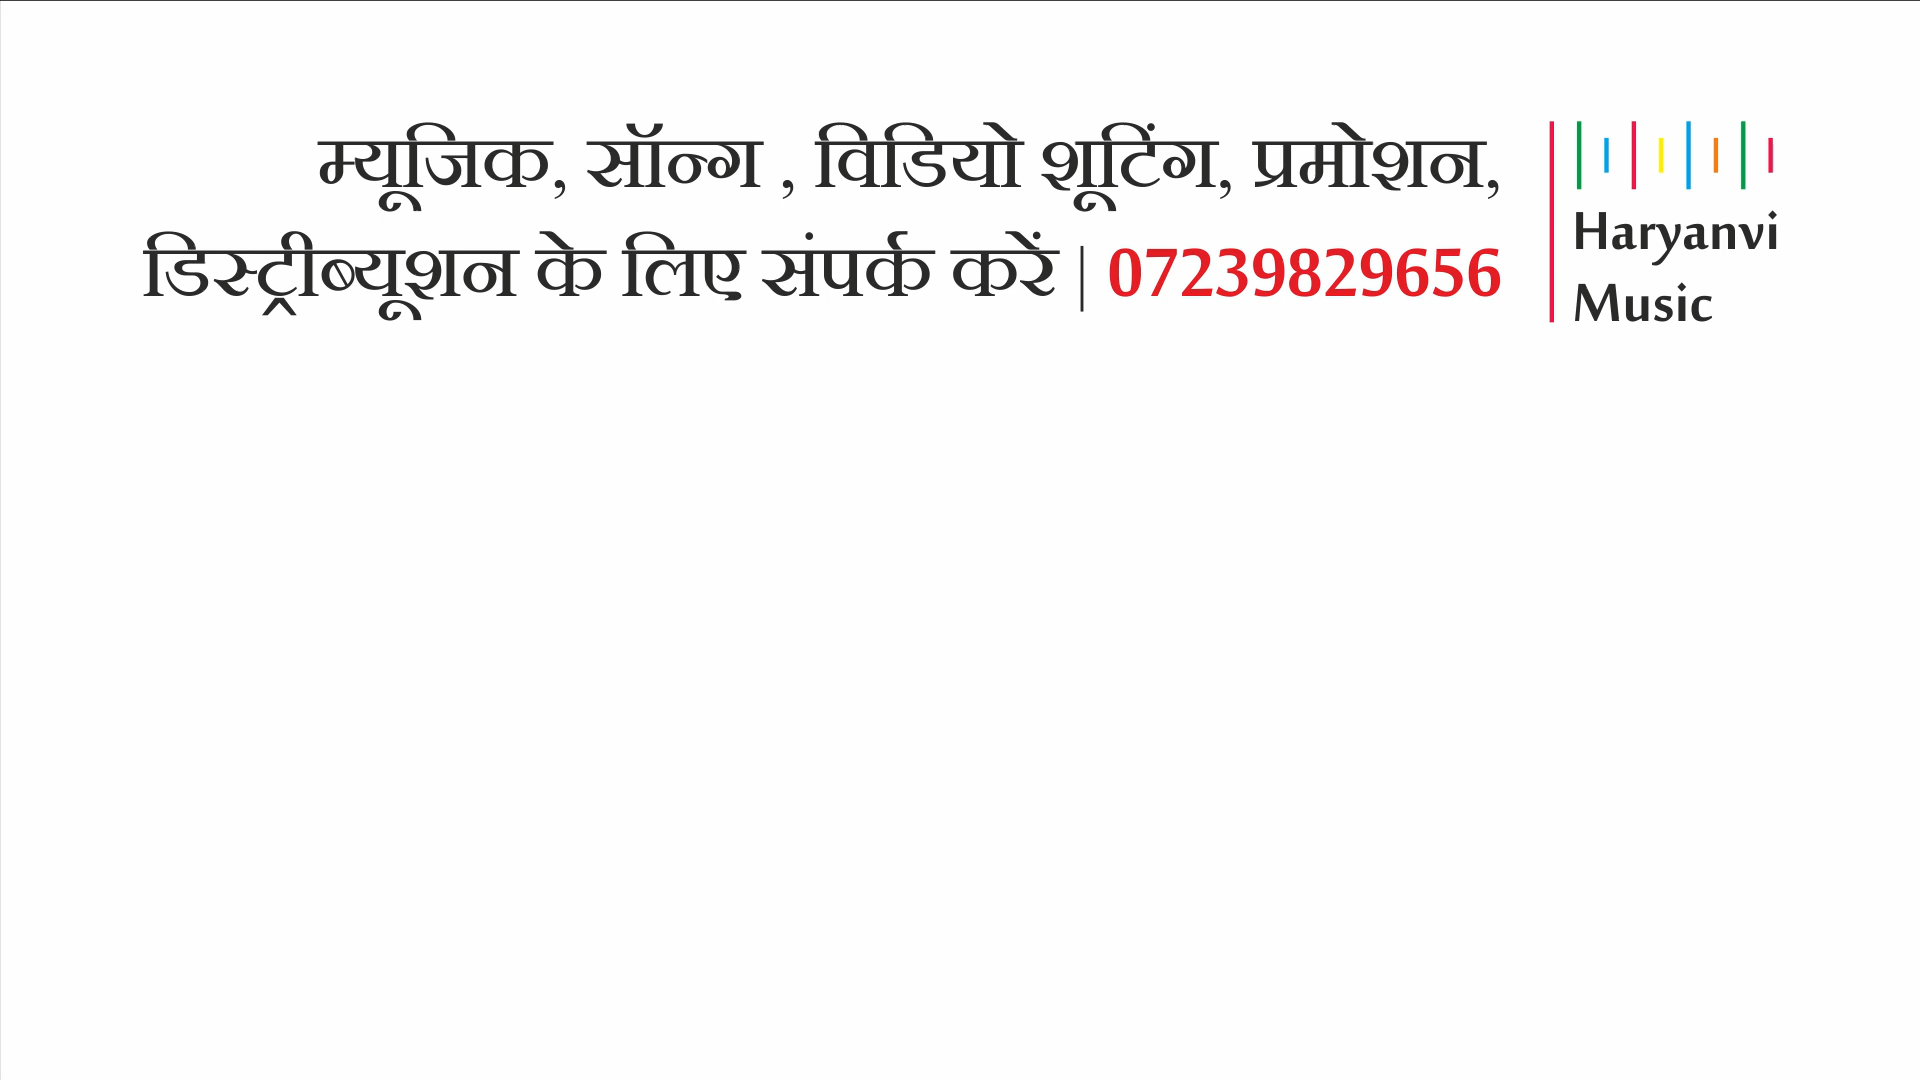 म्यूजिक, सॉन्ग , विडियो शूटिंग, प्रमोशन,
डिस्ट्रीब्यूशन के लिए संपर्क करें | 07239829656
Haryanvi
Music